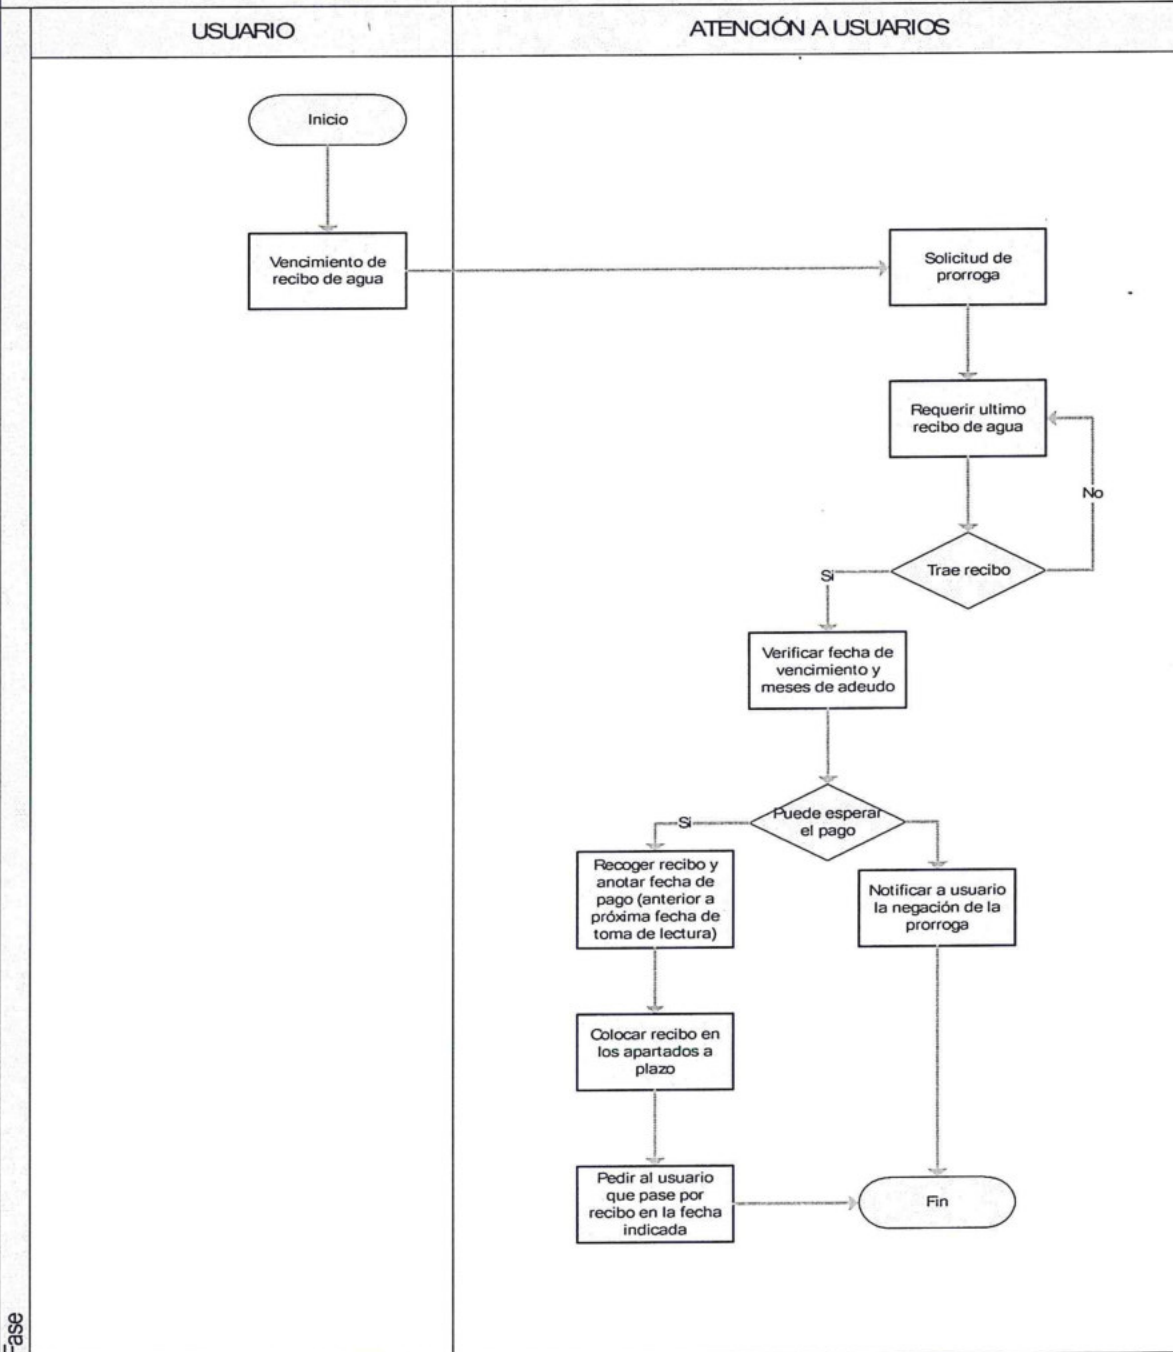 USUARIO
ATENCIÓN A USUARIOS
Inicio
Vencimiento de
recibo de agua
Solicitud de
prorroga
Requerir ultimo
recibo de agua
No
Trae recibo
Si
Verificar fecha de
vencimiento y
meses de adeudo
Puede esperar
el pago
Si
Recoger recibo y
anotar fecha de
pago (anterior a
próxima fecha de
toma de lectura)
Notificar a usuario
la negación de la
prorroga
Colocar recibo en
los apartados a
plazo
Pedir al usuario
que pase por
recibo en la fecha
indicada
Fin
Fase